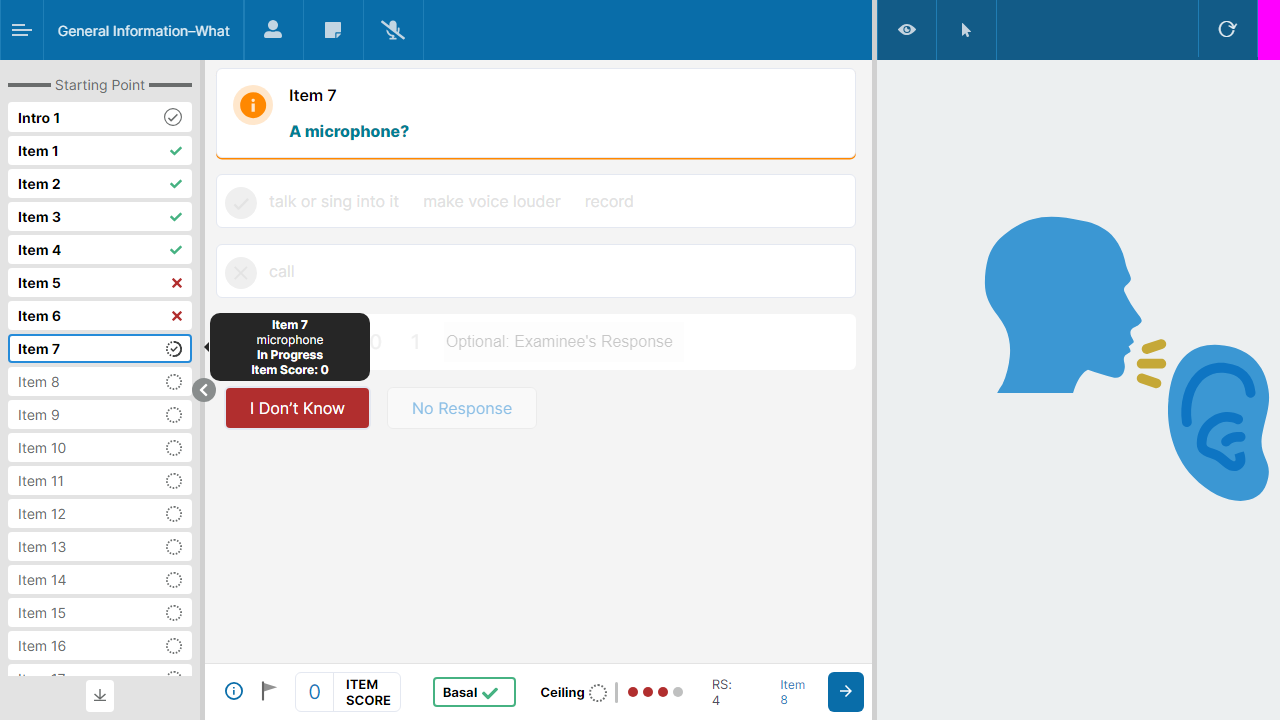 General Information–What
Starting Point
Intro 1
Item 1
Item 2
Item 3
Item 4
Item 5
Item 6
Item 7
Item 8
Item 9
Item 10
Item 11
Item 12
Item 13
Item 14
Item 15
Item 16
Item 7
A microphone?
talk or sing into it make voice louder record
call
Item 7
microphone
In Progress
Item Score: 0
0 1 Optional: Examinee's Response
I Don't Know No Response
0 ITEM SCORE
Basal
Ceiling
RS: 4
Item 8